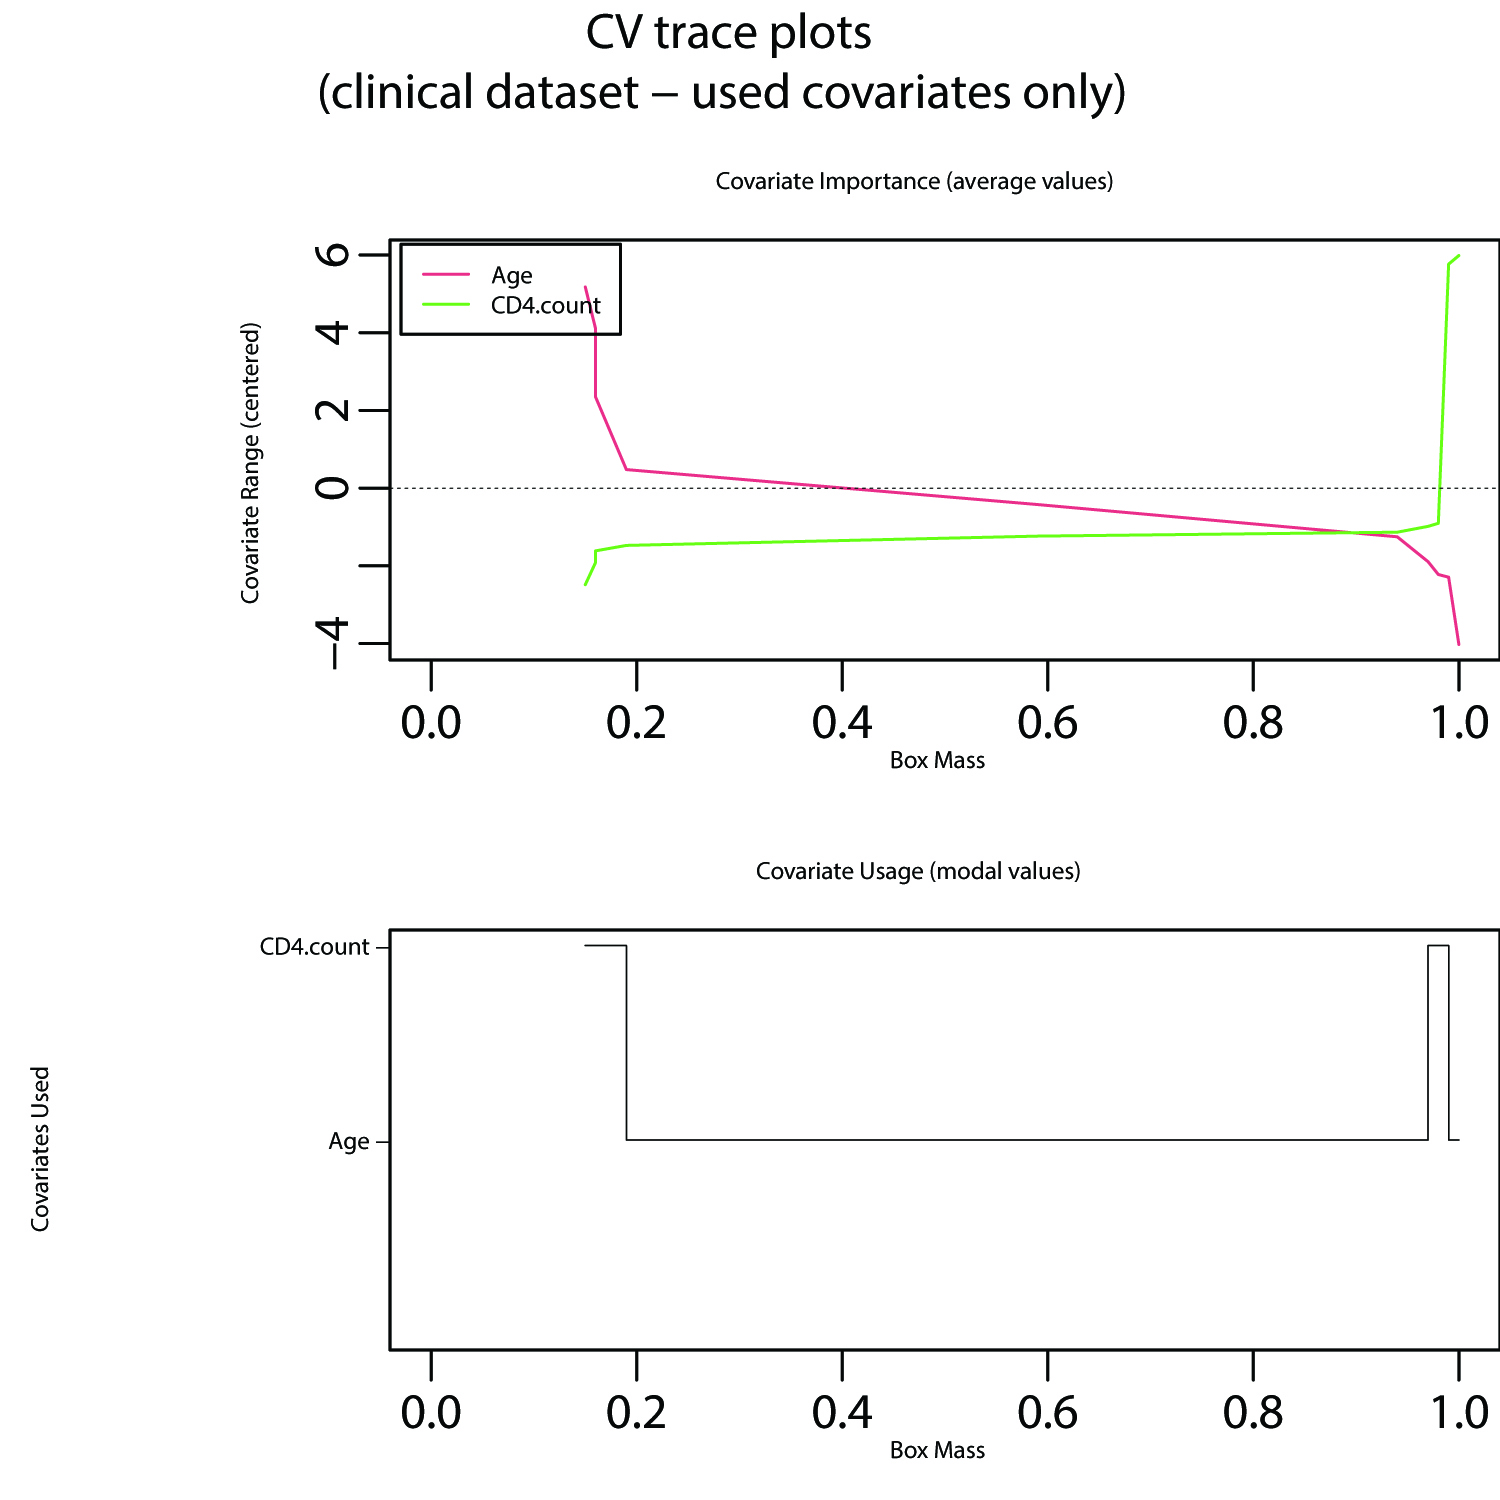 CV trace plots
(clinical dataset – used covariates only)
Covariate Importance (average values)
Age
CD4.count
Covariate Range (centered)
6
4
2
0
–4
0.0 0.2 0.4 0.6 0.8 1.0
Box Mass
Covariate Usage (modal values)
CD4.count
Age
Covariates Used
0.0 0.2 0.4 0.6 0.8 1.0
Box Mass